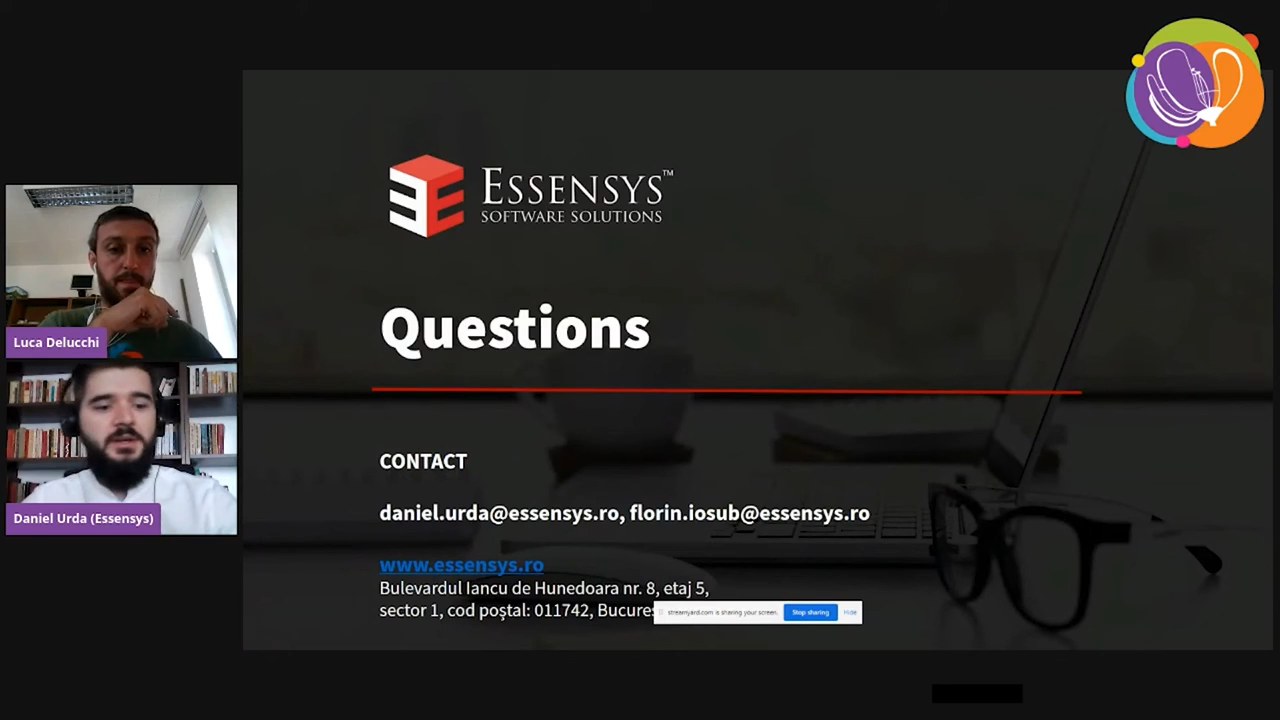 ESSENSYS™
SOFTWARE SOLUTIONS
Questions
Luca Delucchi
CONTACT
Daniel Urda (Essensys)
daniel.urda@essensys.ro, florin.iosub@essensys.ro
www.essensys.ro
Bulevardul Iancu de Hunedoara nr. 8, etaj 5,
sector 1, cod poştal: 011742, Bucureș
streamyard.com is sharing your screen.
Stop sharing
Hide